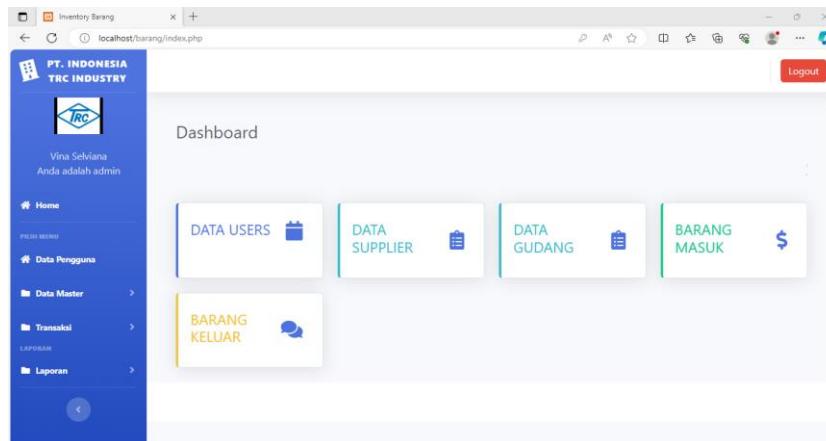 Inventory Barang
localhost/barang/index.php
PT. INDONESIA
TRC INDUSTRY
TRC
Vina Selviana
Anda adalah admin
Home
PILIH MENU
Data Pengguna
Data Master
Transaksi
LAPORAN
Laporan
Logout
Dashboard
DATA USERS
DATA
SUPPLIER
DATA
GUDANG
BARANG
MASUK
BARANG
KELUAR